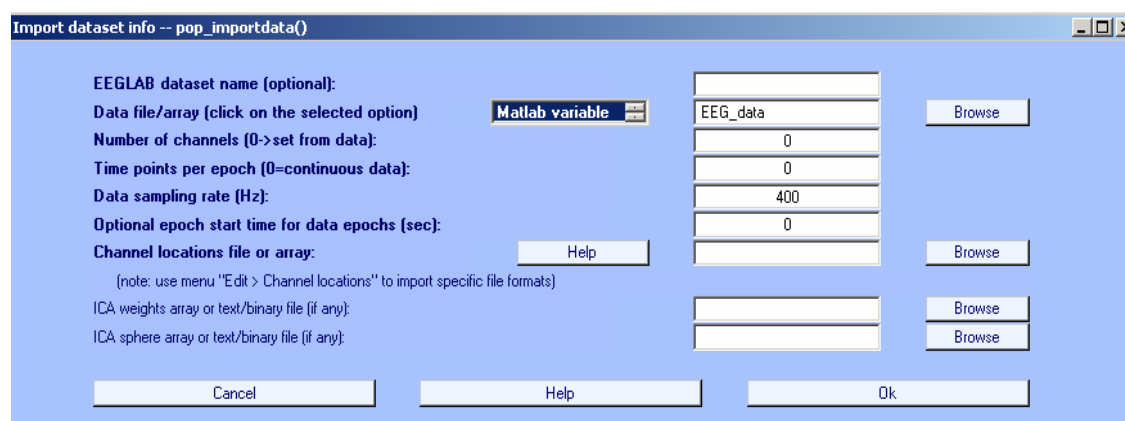 Import dataset info -- pop_importdata()
EEGLAB dataset name (optional):
Data file/array (click on the selected option) Matlab variable EEG_data Browse
Number of channels (0->set from data): 0
Time points per epoch (0=continuous data): 0
Data sampling rate (Hz): 400
Optional epoch start time for data epochs (sec): 0
Channel locations file or array: Help Browse
(note: use menu "Edit > Channel locations" to import specific file formats)
ICA weights array or text/binary file (if any): Browse
ICA sphere array or text/binary file (if any): Browse
Cancel Help Ok